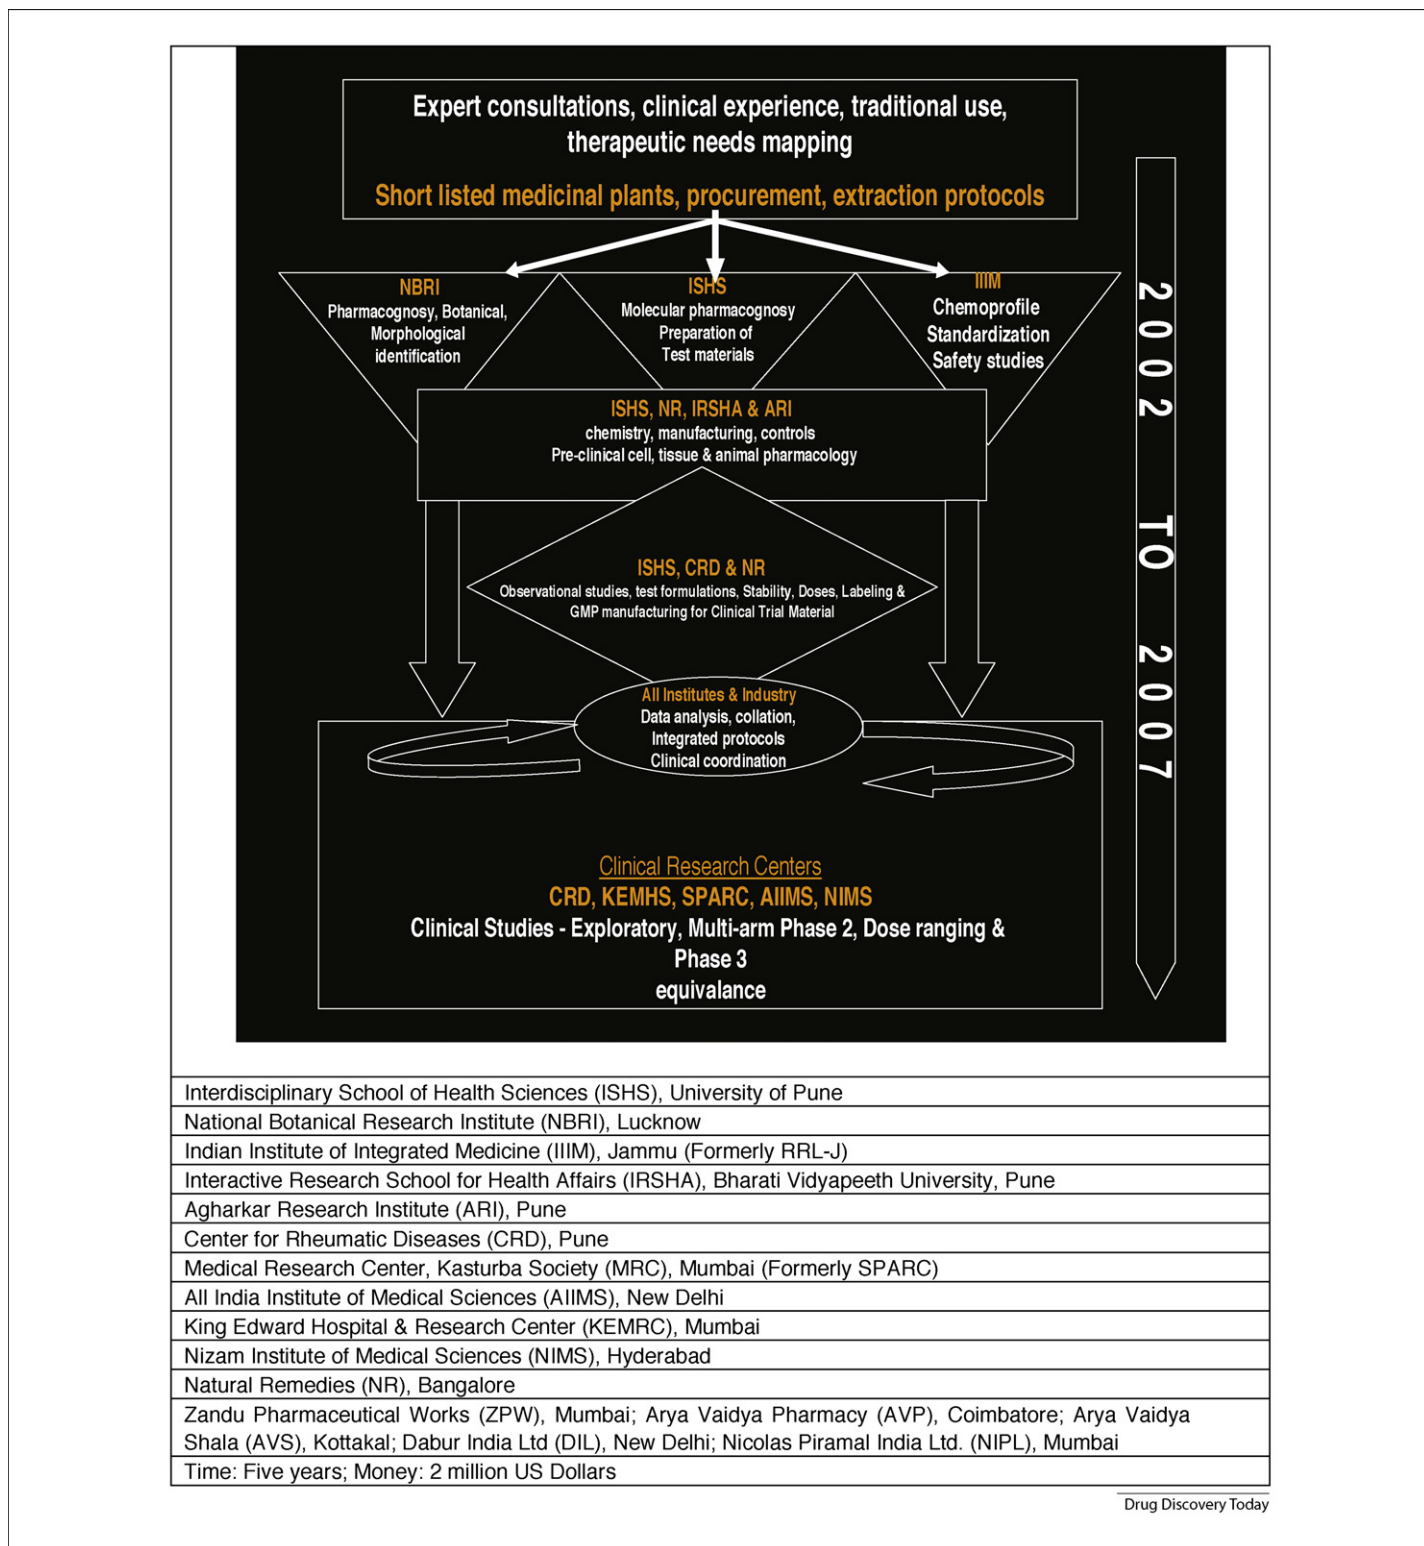 Expert consultations, clinical experience, traditional use,
therapeutic needs mapping
Short listed medicinal plants, procurement, extraction protocols
NBRI
Pharmacognosy, Botanical,
Morphological
identification
ISHS
Molecular pharmacognosy
Preparation of
Test materials
IIIM
Chemoprofile
Standardization
Safety studies
ISHS, NR, IRSHA & ARI
chemistry, manufacturing, controls
Pre-clinical cell, tissue & animal pharmacology
ISHS, CRD & NR
Observational studies, test formulations, Stability, Doses, Labeling &
GMP manufacturing for Clinical Trial Material
All Institutes & Industry
Data analysis, collation,
Integrated protocols
Clinical coordination
Clinical Research Centers
CRD, KEMHS, SPARC, AIIMS, NIMS
Clinical Studies - Exploratory, Multi-arm Phase 2, Dose ranging &
Phase 3
equivalance
2002 TO 2007
Interdisciplinary School of Health Sciences (ISHS), University of Pune
National Botanical Research Institute (NBRI), Lucknow
Indian Institute of Integrated Medicine (IIIM), Jammu (Formerly RRL-J)
Interactive Research School for Health Affairs (IRSHA), Bharati Vidyapeeth University, Pune
Agharkar Research Institute (ARI), Pune
Center for Rheumatic Diseases (CRD), Pune
Medical Research Center, Kasturba Society (MRC), Mumbai (Formerly SPARC)
All India Institute of Medical Sciences (AIIMS), New Delhi
King Edward Hospital & Research Center (KEMRC), Mumbai
Nizam Institute of Medical Sciences (NIMS), Hyderabad
Natural Remedies (NR), Bangalore
Zandu Pharmaceutical Works (ZPW), Mumbai; Arya Vaidya Pharmacy (AVP), Coimbatore; Arya Vaidya
Shala (AVS), Kottakal; Dabur India Ltd (DIL), New Delhi; Nicolas Piramal India Ltd. (NIPL), Mumbai
Time: Five years; Money: 2 million US Dollars
Drug Discovery Today